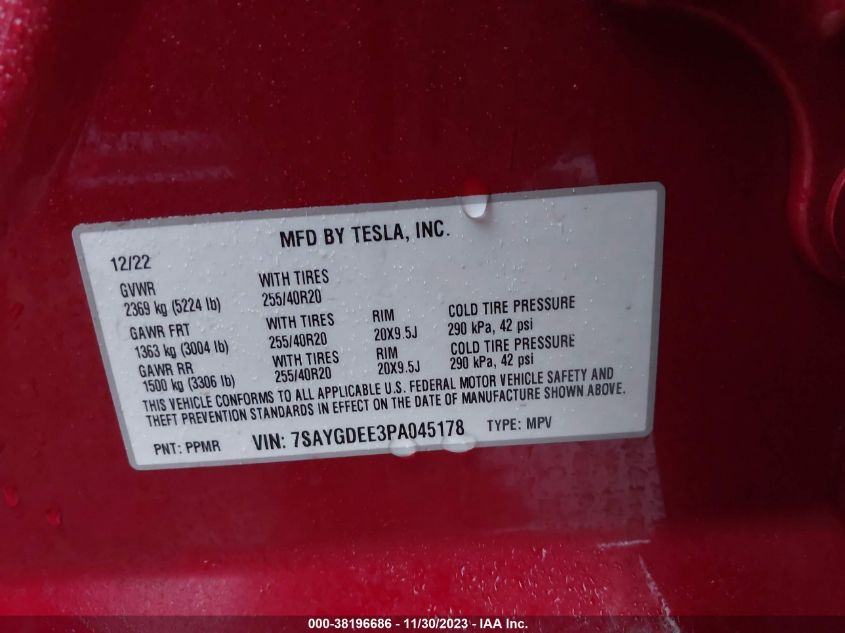 MFD BY TESLA, INC.
12/22
GVWR
2369 kg (5224 lb)
WITH TIRES
255/40R20
GAWR FRT
1363 kg (3004 lb)
WITH TIRES
255/40R20
RIM
20X9.5J
COLD TIRE PRESSURE
290 kPa, 42 psi
GAWR RR
1500 kg (3306 lb)
WITH TIRES
255/40R20
RIM
20X9.5J
COLD TIRE PRESSURE
290 kPa, 42 psi
THIS VEHICLE CONFORMS TO ALL APPLICABLE U.S. FEDERAL MOTOR VEHICLE SAFETY AND
THEFT PREVENTION STANDARDS IN EFFECT ON THE DATE OF MANUFACTURE SHOWN ABOVE.
PNT: PPMR VIN: 7SAYGDEE3PA045178 TYPE: MPV
000-38196686 - 11/30/2023 - IAA Inc.